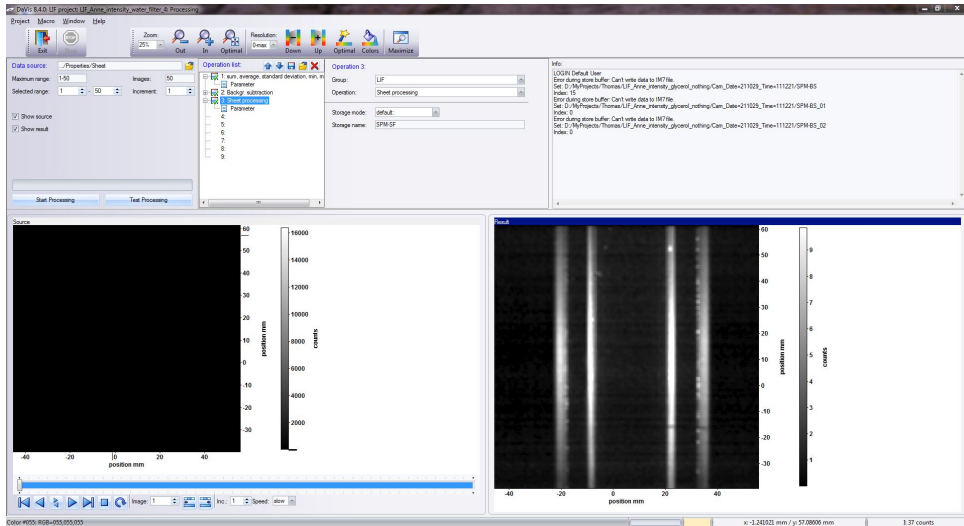 DaVis 8.4.0: LIF project: LIF_Anne_intensity_water_filter_4: Processing
Project Macro Window Help
Exit
Stop
Zoom:
25%
Out
In
Optimal
Resolution:
0-max
Down
Up
Optimal
Colors
Maximize
Data source: ../Properties/Sheet
Maximum range: 1-50 Images: 50
Selected range: 1 - 50 Increment: 1
Show source
Show result
Start Processing
Test Processing
Operation list:
1: sum, average, standard deviation, min, m
Parameter
2: Backgr. subtraction
3: Sheet processing
Parameter
4:
5:
6:
7:
8:
9:
Operation 3:
Group: LIF
Operation: Sheet processing
Storage mode: default:
Storage name: SPM-SF
Info:
LOGIN Default User
Error during store buffer: Can't write data to IM7 file.
Set: D:/MyProjects/Thomas/LIF_Anne_intensity_glycerol_nothing/Cam_Date=211029_Time=111221/SPM-BS
Index: 15
Error during store buffer: Can't write data to IM7 file.
Set: D:/MyProjects/Thomas/LIF_Anne_intensity_glycerol_nothing/Cam_Date=211029_Time=111221/SPM-BS_01
Index: 0
Error during store buffer: Can't write data to IM7 file.
Set: D:/MyProjects/Thomas/LIF_Anne_intensity_glycerol_nothing/Cam_Date=211029_Time=111221/SPM-BS_02
Index: 0
Source
60
50
40
30
20
10
0
-10
-20
-30
position mm
16000
14000
12000
10000
8000
6000
4000
2000
counts
-40 -20 0 20 40
position mm
Image: 1
Inc.: 1
Speed: slow
Result
60
50
40
30
20
10
0
-10
-20
-30
position mm
9
8
7
6
5
4
3
2
1
counts
-40 -20 0 20 40
position mm
Color #055: RGB=055,055,055
x: -1.241021 mm / y: 57.08606 mm
1.37 counts